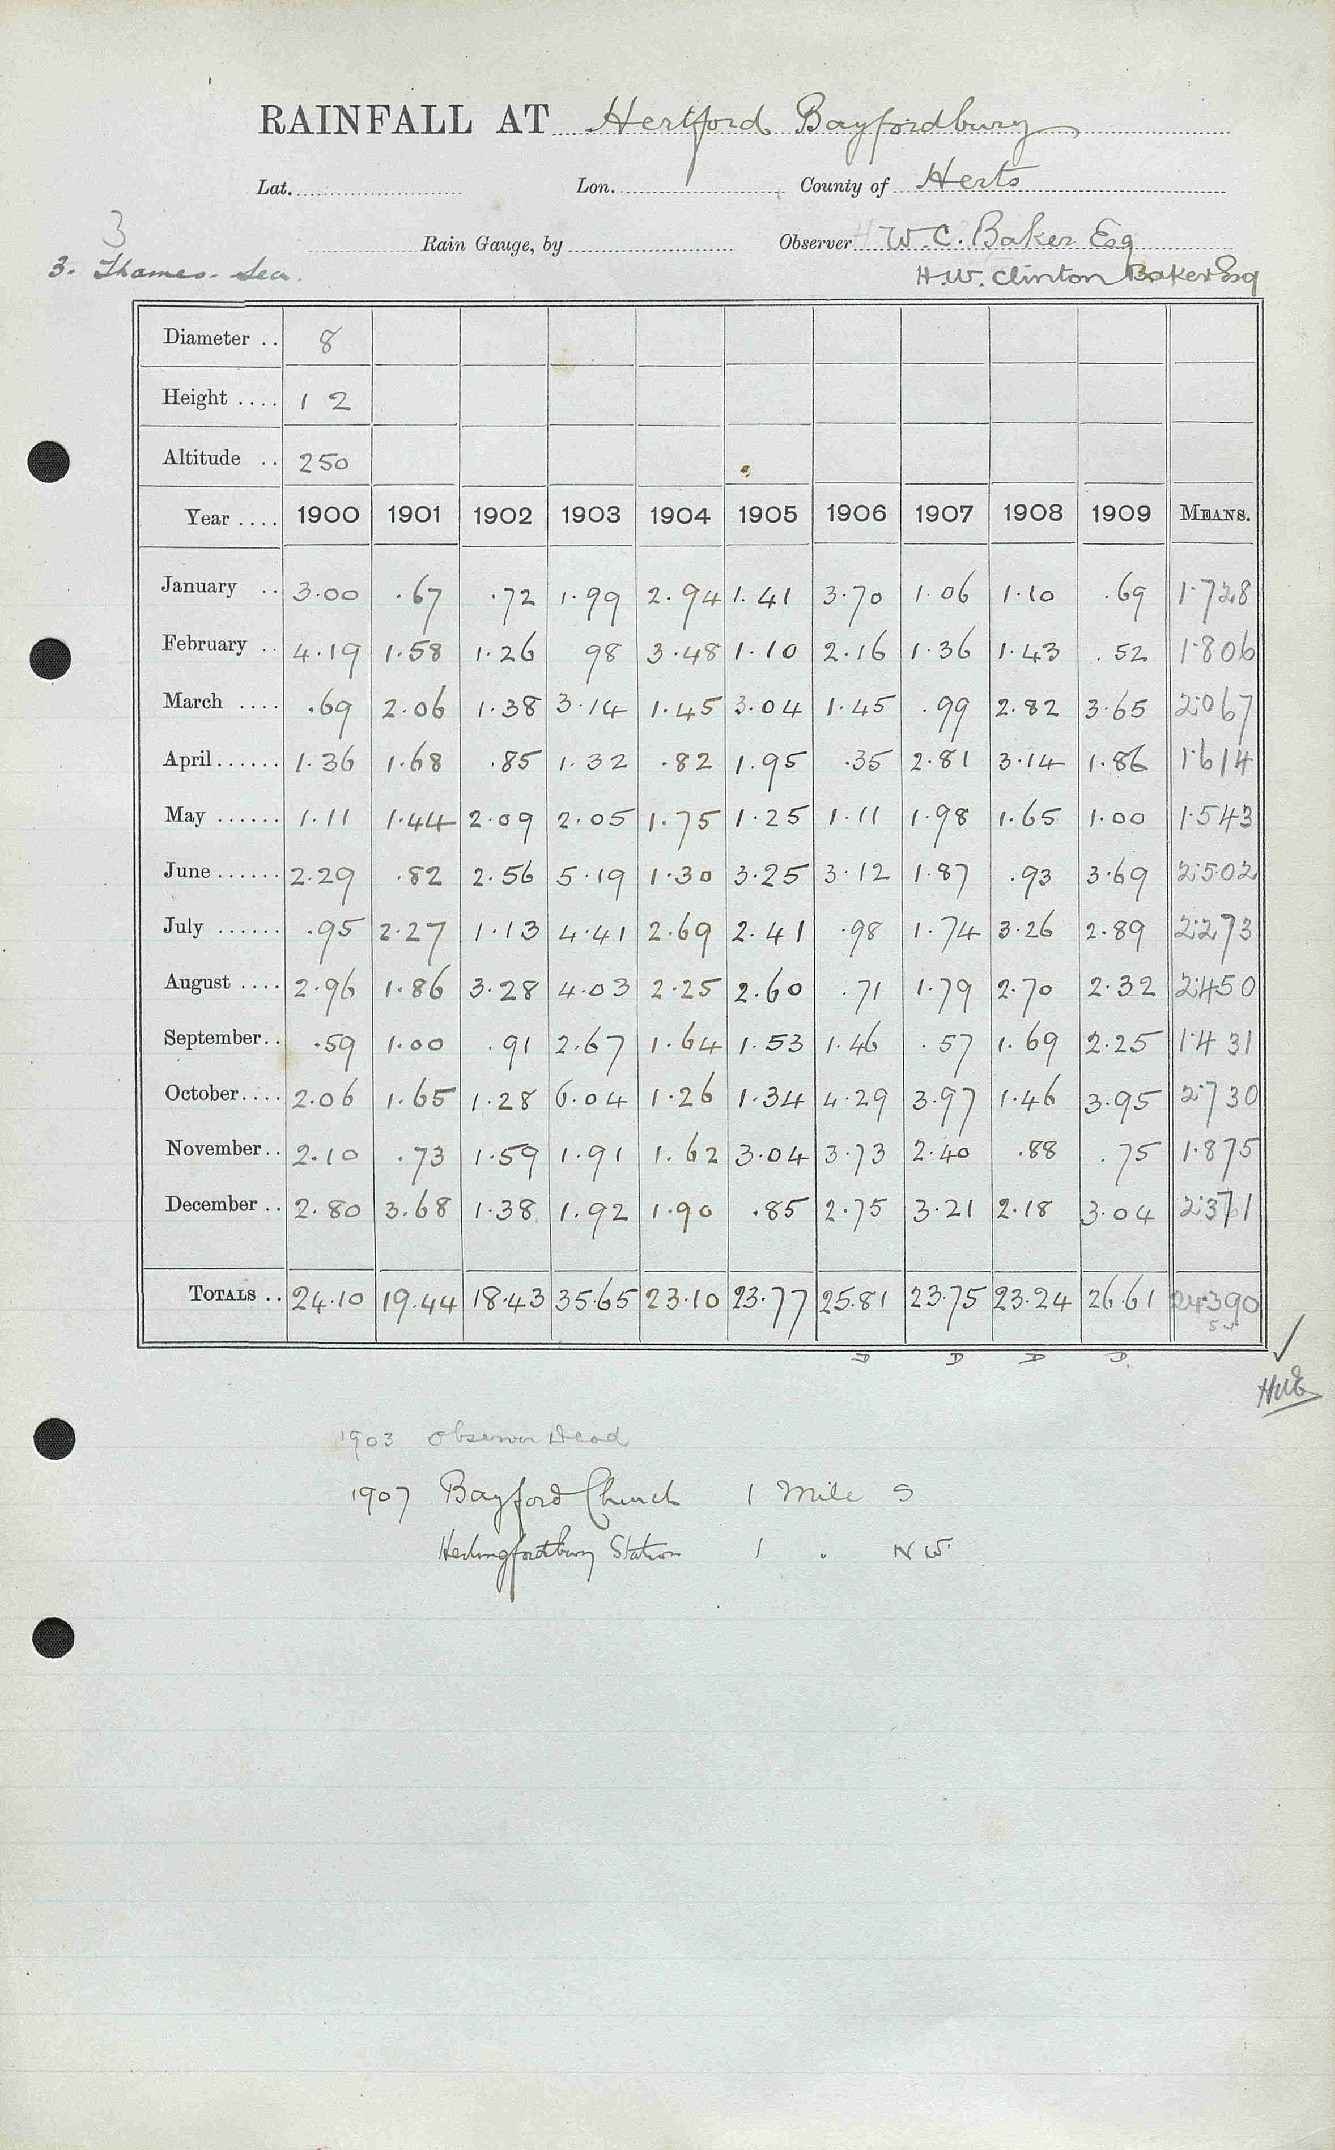 RAINFALL AT Hertford Bayfordbury
Lat. Lon. County of Herts
3
Rain Gauge, by Observer W. C. Baker Esq
3. Thames. Lea. H. W. Clinton Baker Esq
Diameter .. 8
Height .... 12
Altitude .. 250
Year .... 1900 1901 1902 1903 1904 1905 1906 1907 1908 1909 MEANS.
January .. 3.00 .67 .72 1.99 2.94 1.41 3.70 1.06 1.10 .69 1.728
February .. 4.19 1.58 1.26 98 3.48 1.10 2.16 1.36 1.43 .52 1.806
March .... .69 2.06 1.38 3.14 1.45 3.04 1.45 .99 2.82 3.65 2.067
April...... 1.36 1.68 .85 1.32 .82 1.95 .35 2.81 3.14 1.86 1.614
May ...... 1.11 1.44 2.09 2.05 1.75 1.25 1.11 1.98 1.65 1.00 1.543
June...... 2.29 .82 2.56 5.19 1.30 3.25 3.12 1.87 .93 3.69 2.502
July ...... .95 2.27 1.13 4.41 2.69 2.41 .98 1.74 3.26 2.89 2.273
August .... 2.96 1.86 3.28 4.03 2.25 2.60 .71 1.79 2.70 2.32 2.450
September.. .59 1.00 .91 2.67 1.64 1.53 1.46 .57 1.69 2.25 1.431
October.... 2.06 1.65 1.28 6.04 1.26 1.34 4.29 3.97 1.46 3.95 2.730
November.. 2.10 .73 1.59 1.91 1.62 3.04 3.73 2.40 .88 .75 1.875
December .. 2.80 3.68 1.38 1.92 1.90 .85 2.75 3.21 2.18 3.04 2.371
TOTALS .. 24.10 19.44 18.43 35.65 23.10 23.77 25.81 23.75 23.24 26.61 24.390
D D D D
1903 Observer Dead
1907 Bayford Church 1 Mile S
Hertingfordbury Station 1 . NW.